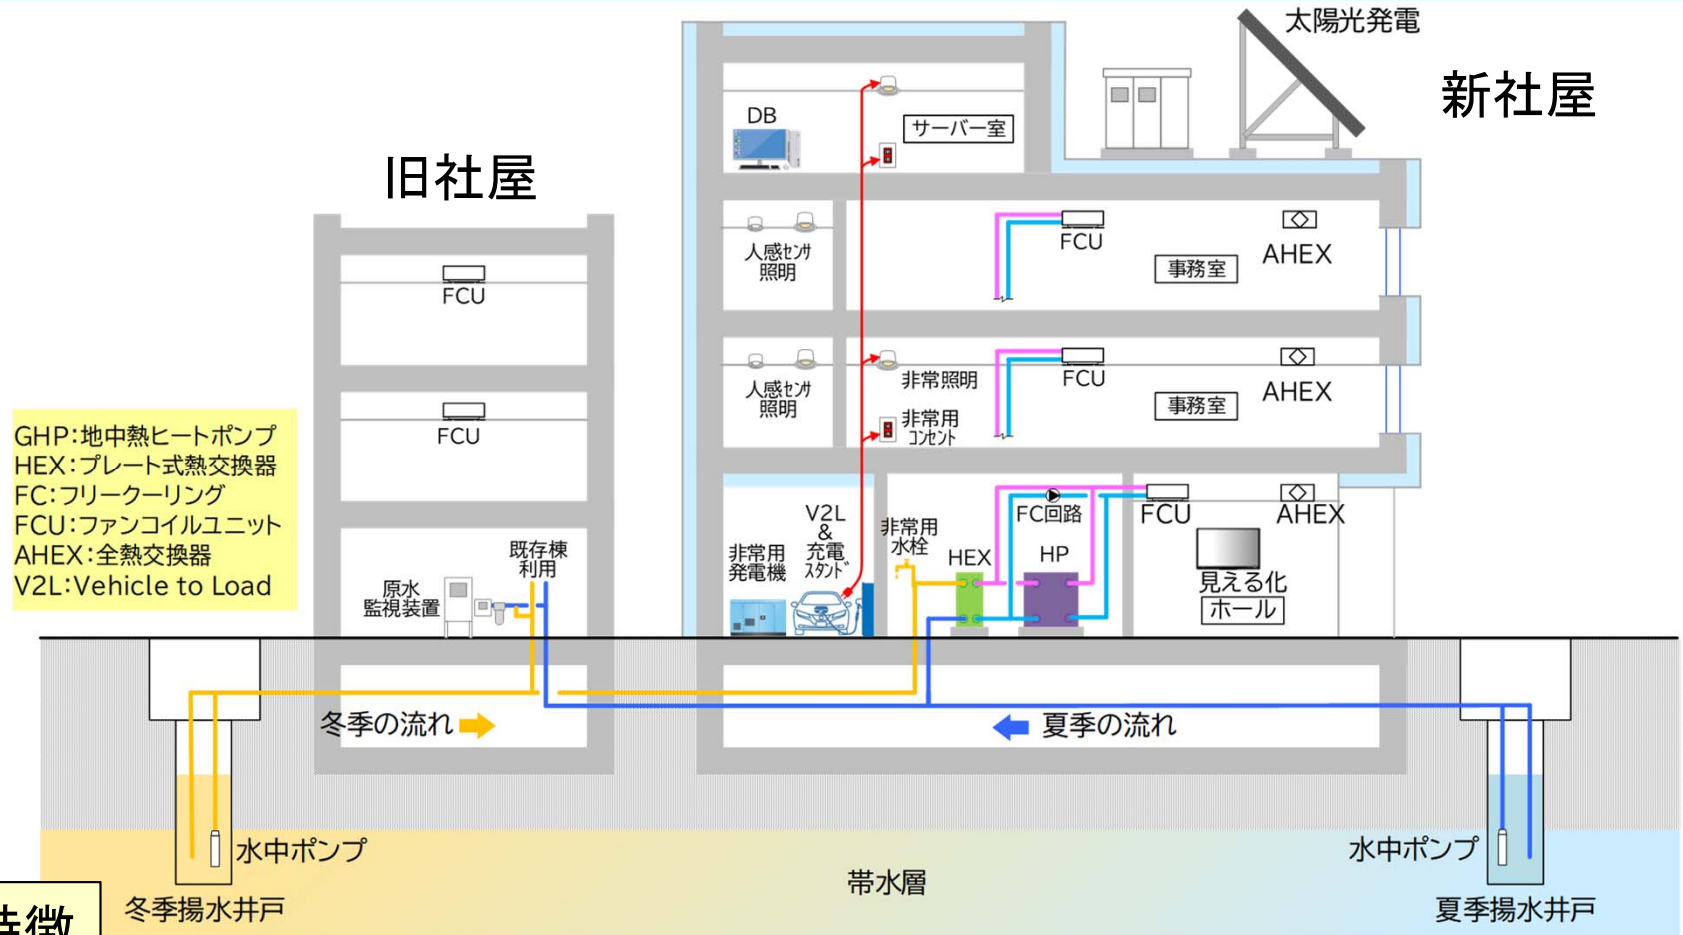 太陽光発電
新社屋
旧社屋
DB
サーバー室
FCU
人感センサ
照明
FCU
AHEX
事務室
FCU
人感センサ
照明
非常照明
非常用
コンセント
FCU
AHEX
事務室
GHP:地中熱ヒートポンプ
HEX:プレート式熱交換器
FC:フリークーリング
FCU:ファンコイルユニット
AHEX:全熱交換器
V2L:Vehicle to Load
原水
監視装置
既存棟
利用
非常用
発電機
V2L
&
充電
スタンド
非常用
水栓
HEX
FC回路
HP
FCU
AHEX
見える化
ホール
冬季の流れ
夏季の流れ
水中ポンプ
冬季揚水井戸
帯水層
水中ポンプ
夏季揚水井戸
特徴